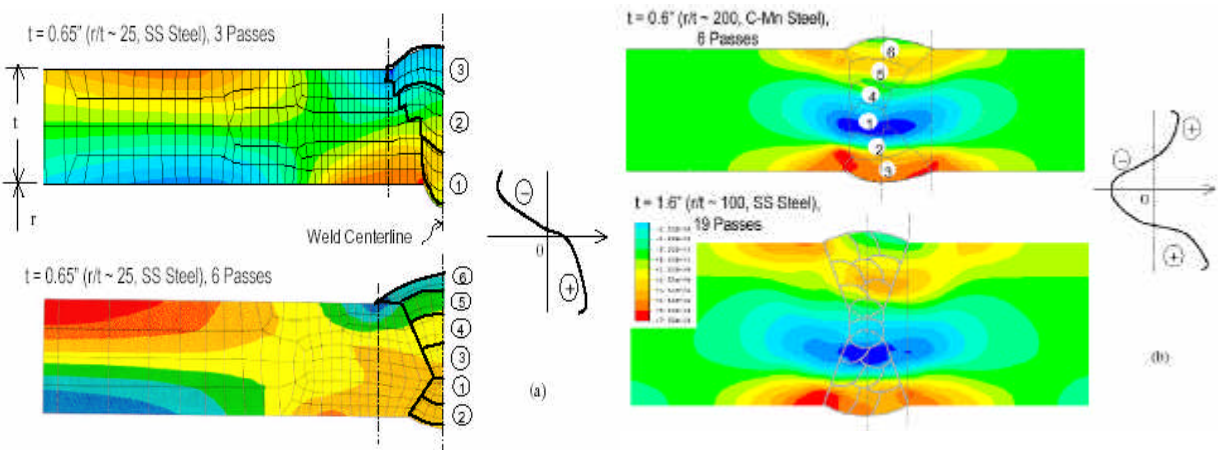 t = 0.65" (r/t ~ 25, SS Steel), 3 Passes
t
r
3
2
1
Weld Centerline
−
0
+
t = 0.65" (r/t ~ 25, SS Steel), 6 Passes
6
5
4
3
1
2
(a)
t = 0.6" (r/t ~ 200, C-Mn Steel),
6 Passes
6
5
4
1
2
3
+
−
0
+
t = 1.6" (r/t ~ 100, SS Steel),
19 Passes
(b)